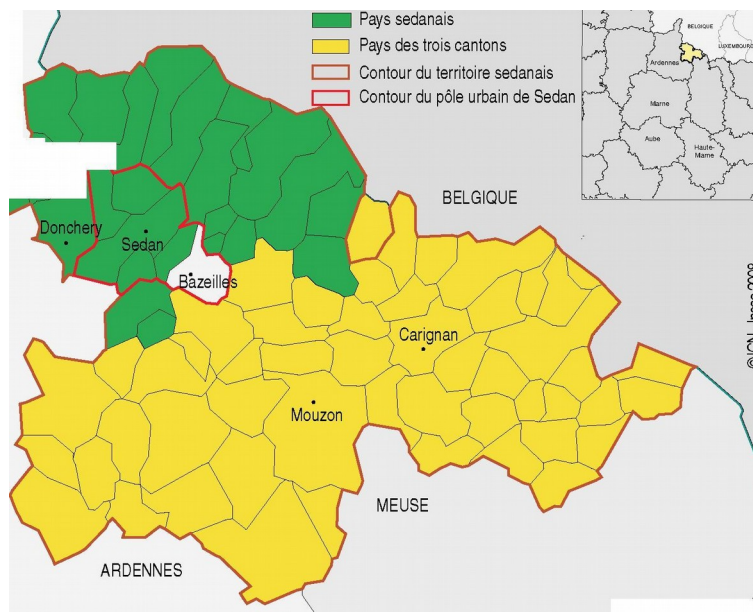 Pays sedanais
Pays des trois cantons
Contour du territoire sedanais
Contour du pôle urbain de Sedan
BELGIQUE
LUXEMBOURG
Ardennes
Marne
Aube
Haute-
Marne
BELGIQUE
Donchery
Sedan
Bazeilles
Carignan
Mouzon
MEUSE
ARDENNES
©IGN-Insee 2008